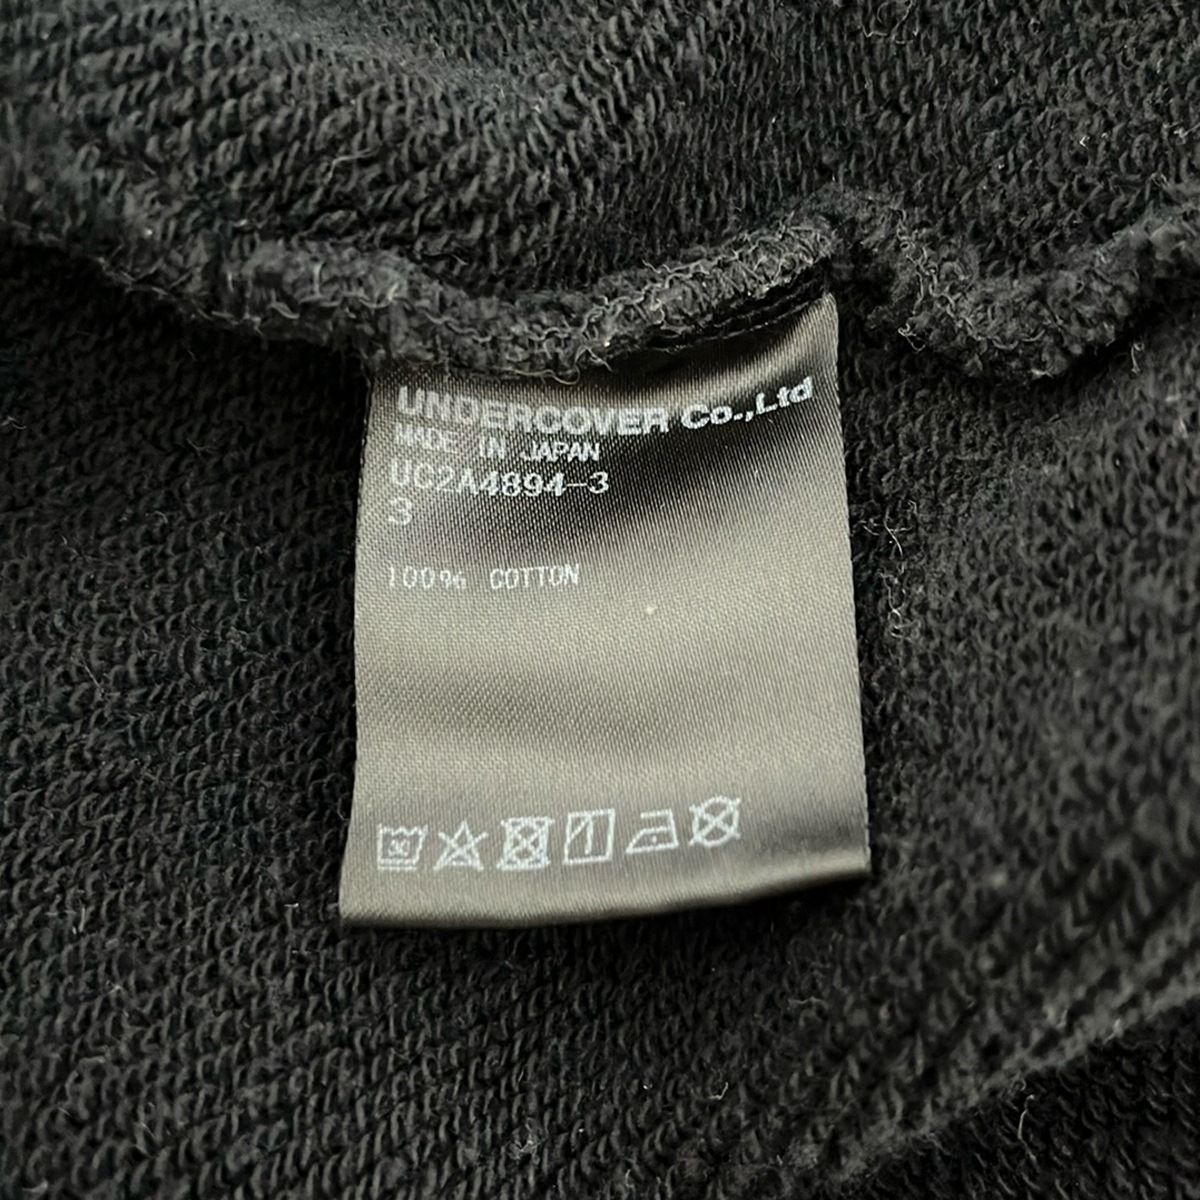 UNDERCOVER Co.,Ltd
MADE IN JAPAN
UC2A4894-3
3
100% COTTON